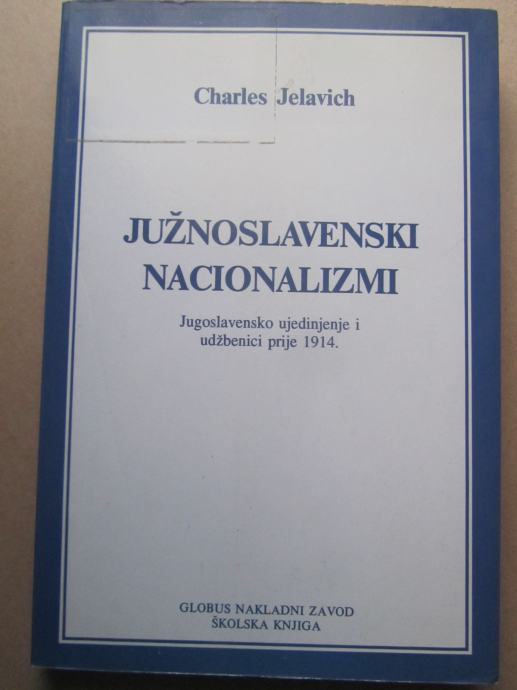 Charles Jelavich
JUŽNOSLAVENSKI
NACIONALIZMI
Jugoslavensko ujedinjenje i
udžbenici prije 1914.
GLOBUS NAKLADNI ZAVOD
ŠKOLSKA KNJIGA